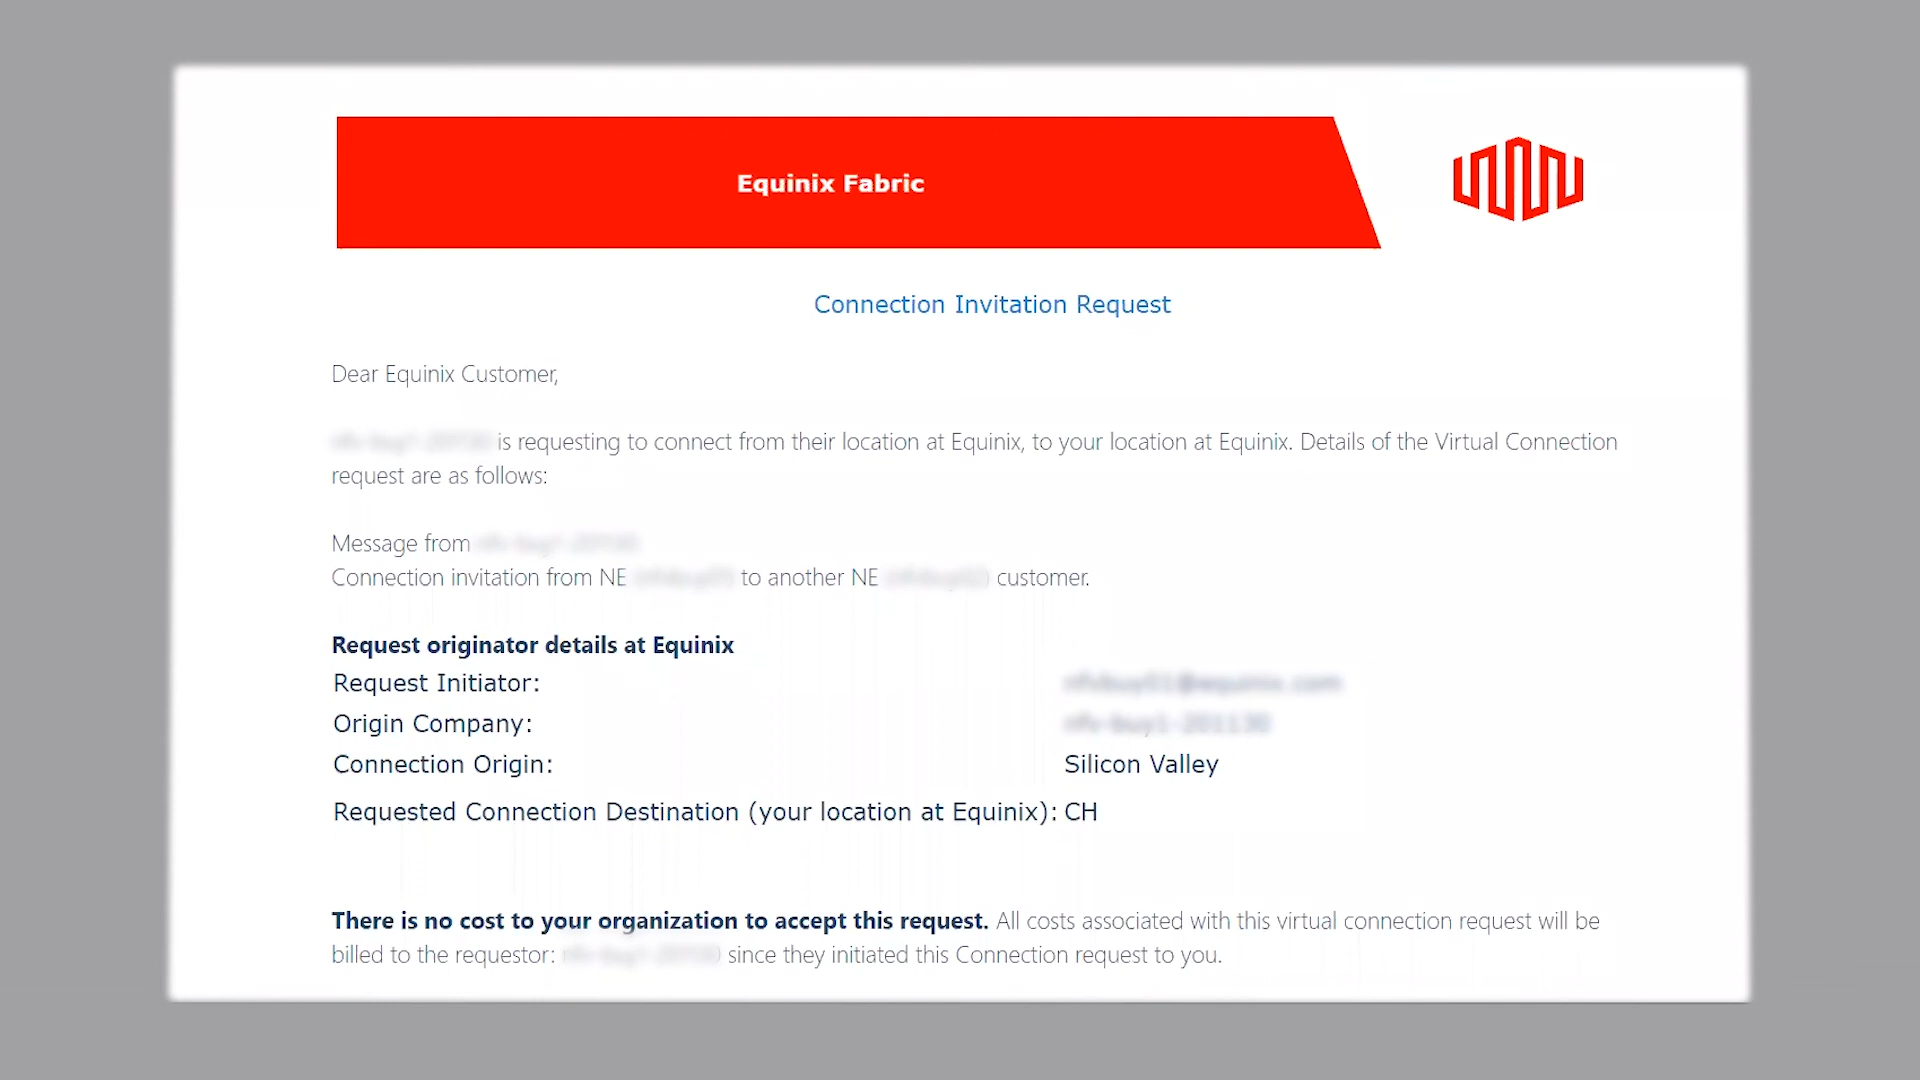 Equinix Fabric
Connection Invitation Request
Dear Equinix Customer,
is requesting to connect from their location at Equinix, to your location at Equinix. Details of the Virtual Connection
request are as follows:
Message from
Connection invitation from NE to another NE customer.
Request originator details at Equinix
Request Initiator:
Origin Company:
Connection Origin: Silicon Valley
Requested Connection Destination (your location at Equinix): CH
There is no cost to your organization to accept this request. All costs associated with this virtual connection request will be
billed to the requestor: since they initiated this Connection request to you.